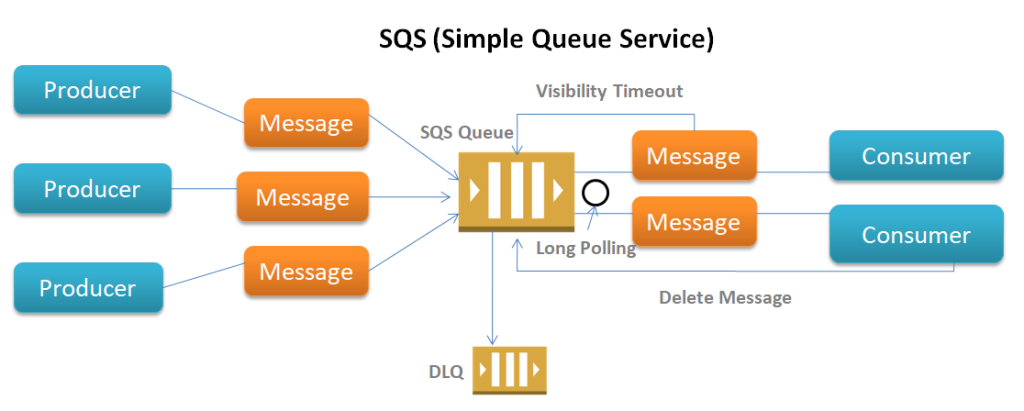 SQS (Simple Queue Service)
Producer
Message
Visibility Timeout
SQS Queue
Message
Consumer
Producer
Message
Long Polling
Message
Consumer
Producer
Message
Delete Message
DLQ